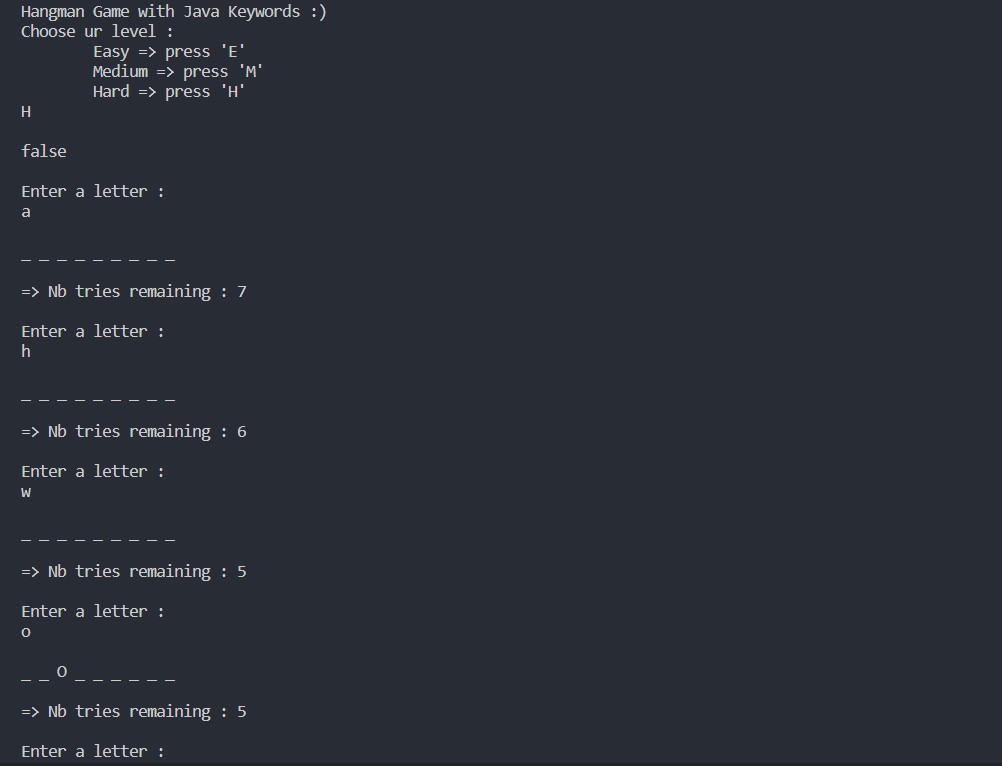 Hangman Game with Java Keywords :)
Choose ur level :
Easy => press 'E'
Medium => press 'M'
Hard => press 'H'
H
false
Enter a letter :
a
_ _ _ _ _ _ _ _ _
=> Nb tries remaining : 7
Enter a letter :
h
_ _ _ _ _ _ _ _ _
=> Nb tries remaining : 6
Enter a letter :
w
_ _ _ _ _ _ _ _ _
=> Nb tries remaining : 5
Enter a letter :
o
_ _ O _ _ _ _ _ _
=> Nb tries remaining : 5
Enter a letter :